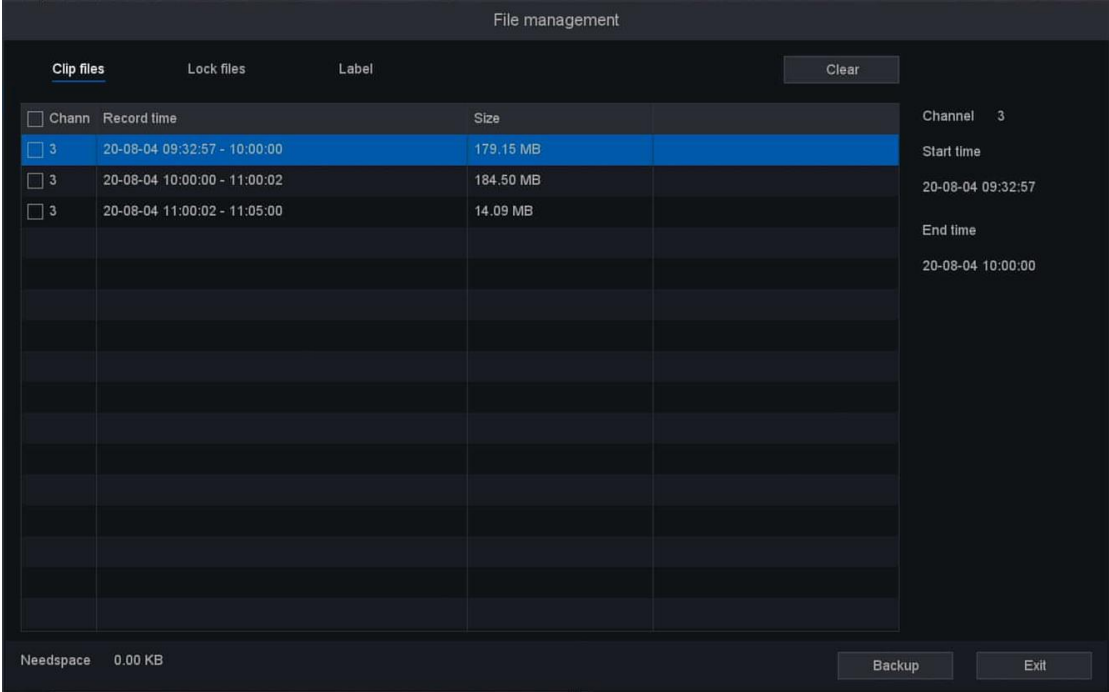 File management
Clip files Lock files Label Clear
Chann Record time Size
3 20-08-04 09:32:57 - 10:00:00 179.15 MB
3 20-08-04 10:00:00 - 11:00:02 184.50 MB
3 20-08-04 11:00:02 - 11:05:00 14.09 MB
Channel 3
Start time
20-08-04 09:32:57
End time
20-08-04 10:00:00
Needspace 0.00 KB
Backup Exit